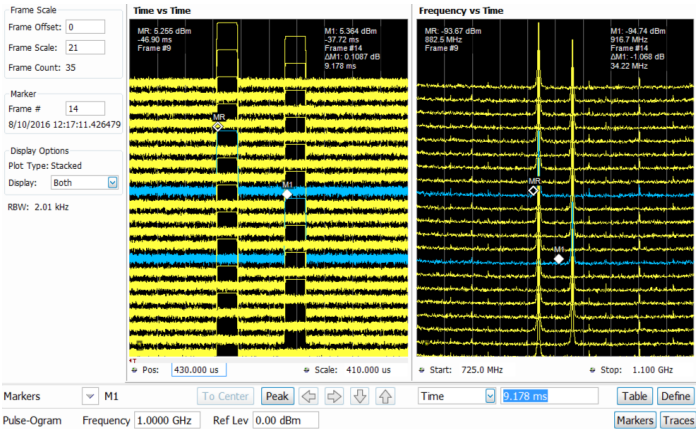 Frame Scale
Frame Offset: 0
Frame Scale: 21
Frame Count: 35
Marker
Frame # 14
8/10/2016 12:17:11.426479
Display Options
Plot Type: Stacked
Display: Both
RBW: 2.01 kHz
Time vs Time
MR: 5.255 dBm
-46.90 ms
Frame #9
M1: 5.364 dBm
-37.72 ms
Frame #14
ΔM1: 0.1087 dB
9.178 ms
MR
M1
T
Pos: 430.000 us
Scale: 410.000 us
Frequency vs Time
MR: -93.67 dBm
882.5 MHz
Frame #9
M1: -94.74 dBm
916.7 MHz
Frame #14
ΔM1: -1.068 dB
34.22 MHz
MR
M1
Start: 725.0 MHz
Stop: 1.100 GHz
Markers M1 To Center Peak Time 9.178 ms Table Define
Pulse-Ogram Frequency 1.0000 GHz Ref Lev 0.00 dBm Markers Traces